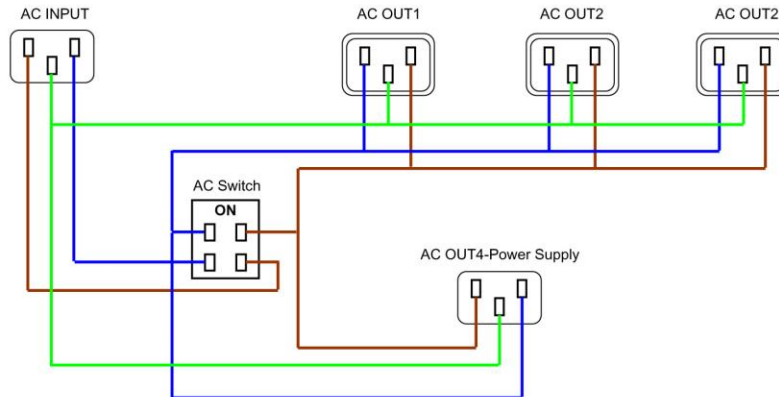 AC INPUT
AC OUT1
AC OUT2
AC OUT2
AC Switch
ON
AC OUT4-Power Supply